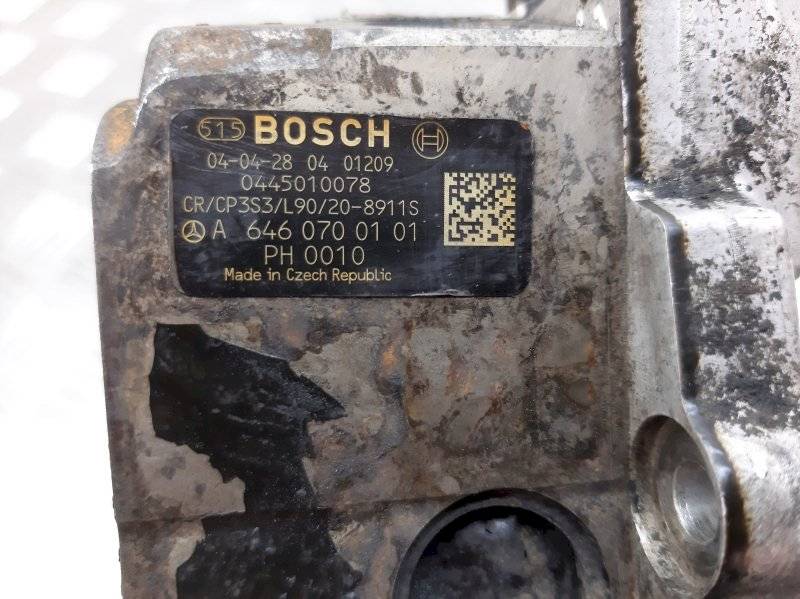 515 BOSCH
04-04-28 04 01209
0445010078
CR/CP3S3/L90/20-8911S
A 646 070 01 01
PH 0010
Made in Czech Republic